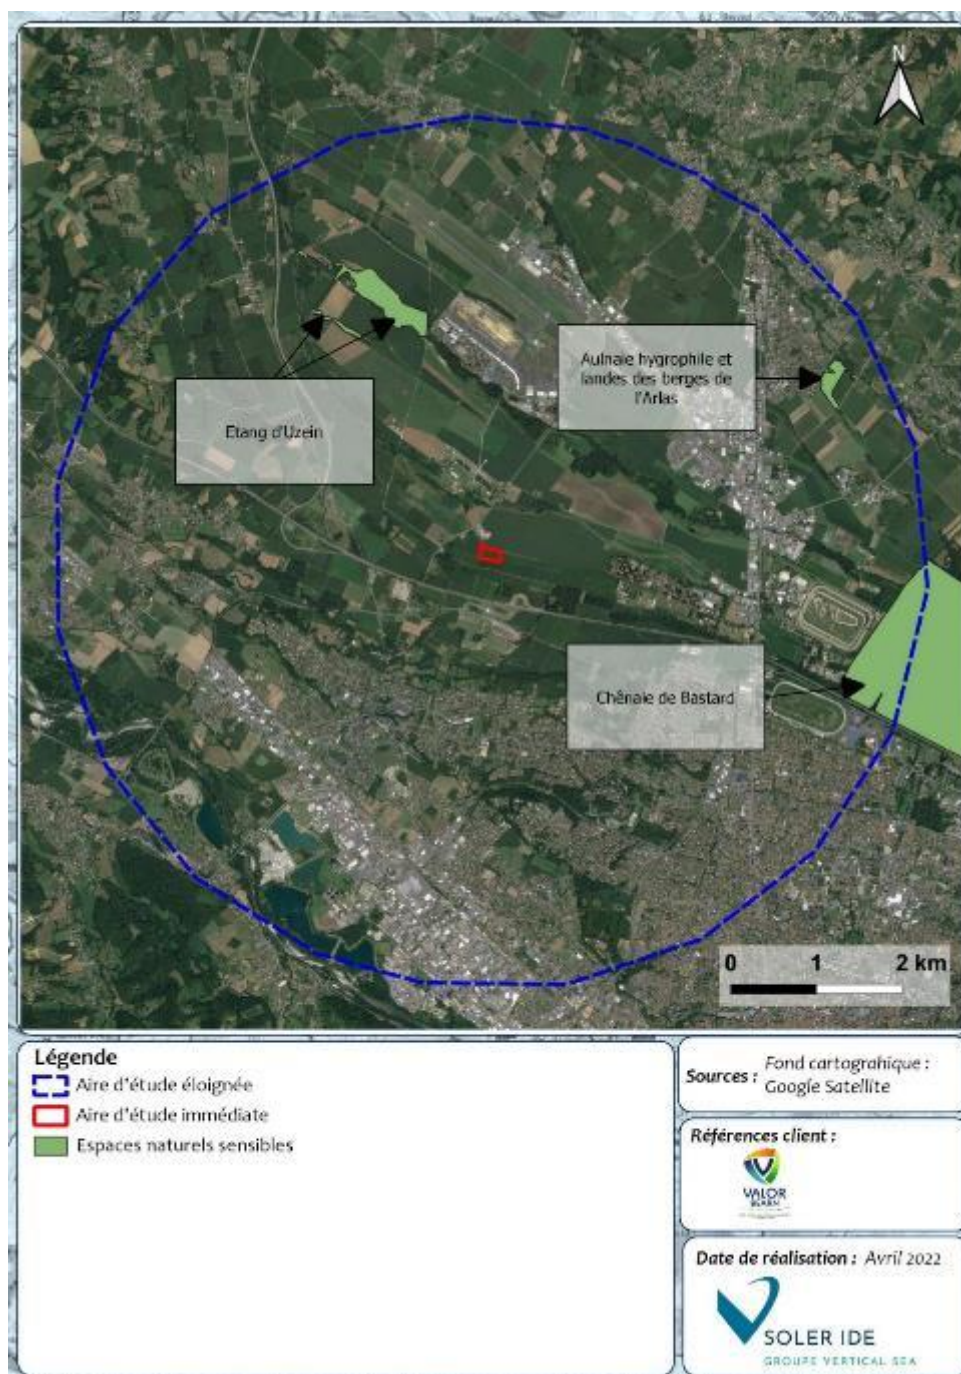 N
Aulnaie hygrophile et
landes des berges de
l'Arlas
Etang d'Uzein
Chênaie de Bastard
0 1 2 km
Légende
Aire d'étude éloignée
Aire d'étude immédiate
Espaces naturels sensibles
Sources : Fond cartograhique :
Google Satellite
Références client :
VALOR
BÉARN
Date de réalisation : Avril 2022
SOLER IDE
GROUPE VERTICAL SEA